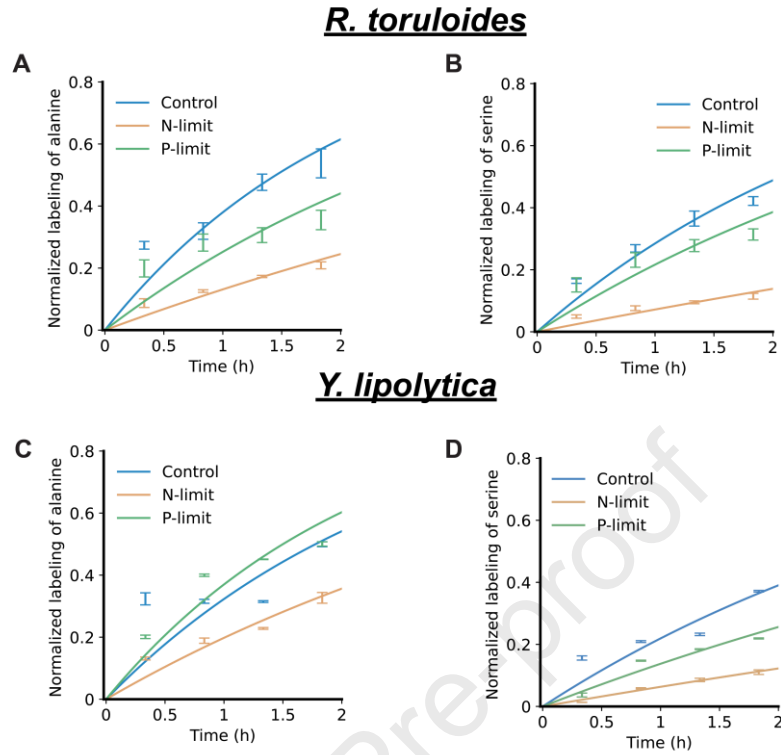 R. toruloides
A
Normalized labeling of alanine
0.8
0.6
0.4
0.2
0
Control
N-limit
P-limit
0 0.5 1 1.5 2
Time (h)
B
Normalized labeling of serine
0.8
0.6
0.4
0.2
0
Control
N-limit
P-limit
0 0.5 1 1.5 2
Time (h)
Y. lipolytica
C
Normalized labeling of alanine
0.8
0.6
0.4
0.2
0
Control
N-limit
P-limit
0 0.5 1 1.5 2
Time (h)
D
Normalized labeling of serine
0.8
0.6
0.4
0.2
0
Control
N-limit
P-limit
0 0.5 1 1.5 2
Time (h)
Pre-proof